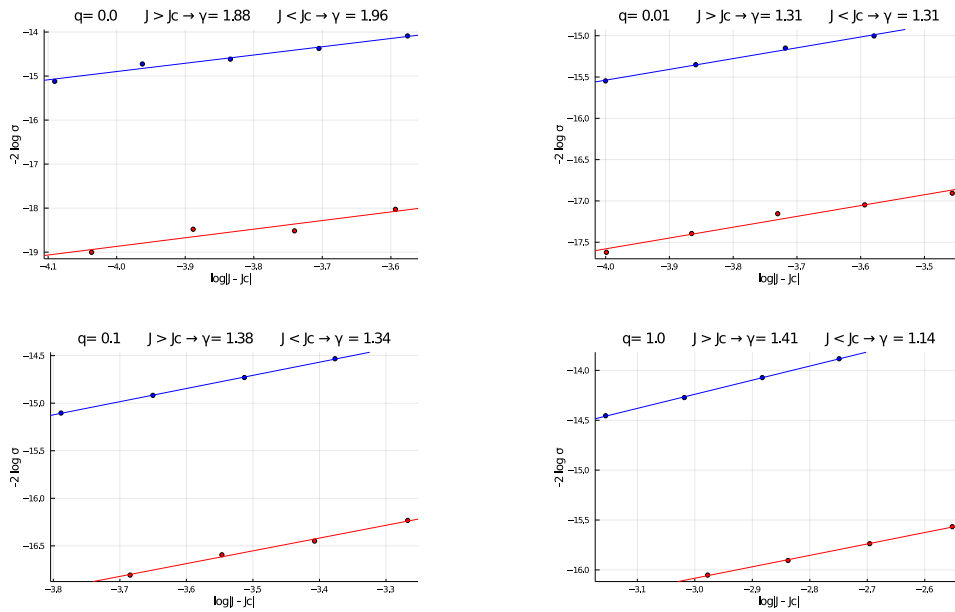 q= 0.0 J > Jc → γ= 1.88 J < Jc → γ = 1.96
−14
−15
−16
−17
−18
−19
-2 log σ
−4.1 −4.0 −3.9 −3.8 −3.7 −3.6
log|J - Jc|
q= 0.01 J > Jc → γ= 1.31 J < Jc → γ = 1.31
−15.0
−15.5
−16.0
−16.5
−17.0
−17.5
-2 log σ
−4.0 −3.9 −3.8 −3.7 −3.6 −3.5
log|J - Jc|
q= 0.1 J > Jc → γ= 1.38 J < Jc → γ = 1.34
−14.5
−15.0
−15.5
−16.0
−16.5
-2 log σ
−3.8 −3.7 −3.6 −3.5 −3.4 −3.3
log|J - Jc|
q= 1.0 J > Jc → γ= 1.41 J < Jc → γ = 1.14
−14.0
−14.5
−15.0
−15.5
−16.0
-2 log σ
−3.1 −3.0 −2.9 −2.8 −2.7 −2.6
log|J - Jc|